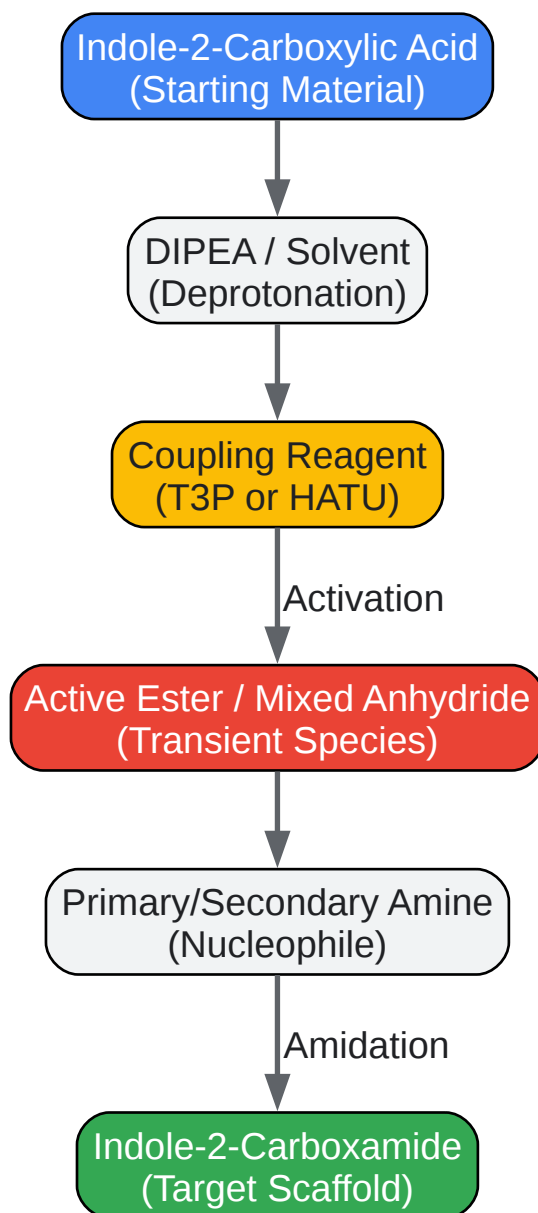 Indole-2-Carboxylic Acid
(Starting Material)
DIPEA / Solvent
(Deprotonation)
Coupling Reagent
(T3P or HATU)
Activation
Active Ester / Mixed Anhydride
(Transient Species)
Primary/Secondary Amine
(Nucleophile)
Amidation
Indole-2-Carboxamide
(Target Scaffold)